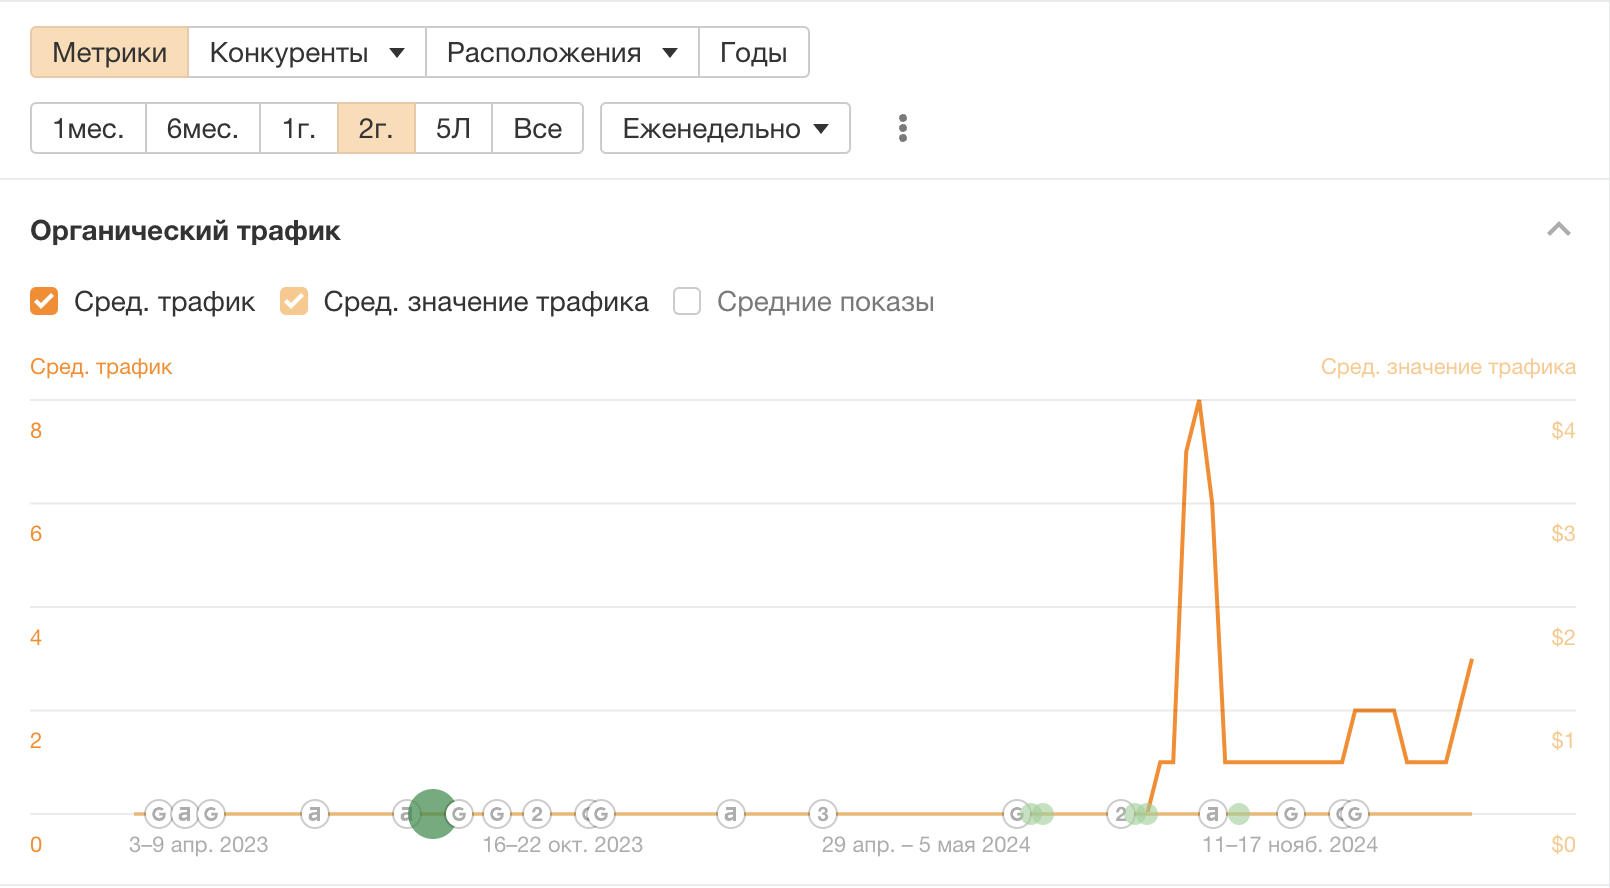 Метрики Конкуренты Расположения Годы
1мес. 6мес. 1г. 2г. 5Л Все Еженедельно
Органический трафик
Сред. трафик Сред. значение трафика Средние показы
Сред. трафик Сред. значение трафика
8 $4
6 $3
4 $2
2 $1
G a G a a G G 2 G G a 3 G 2 a G G G
0 3–9 апр. 2023 16–22 окт. 2023 29 апр. – 5 мая 2024 11–17 нояб. 2024 $0